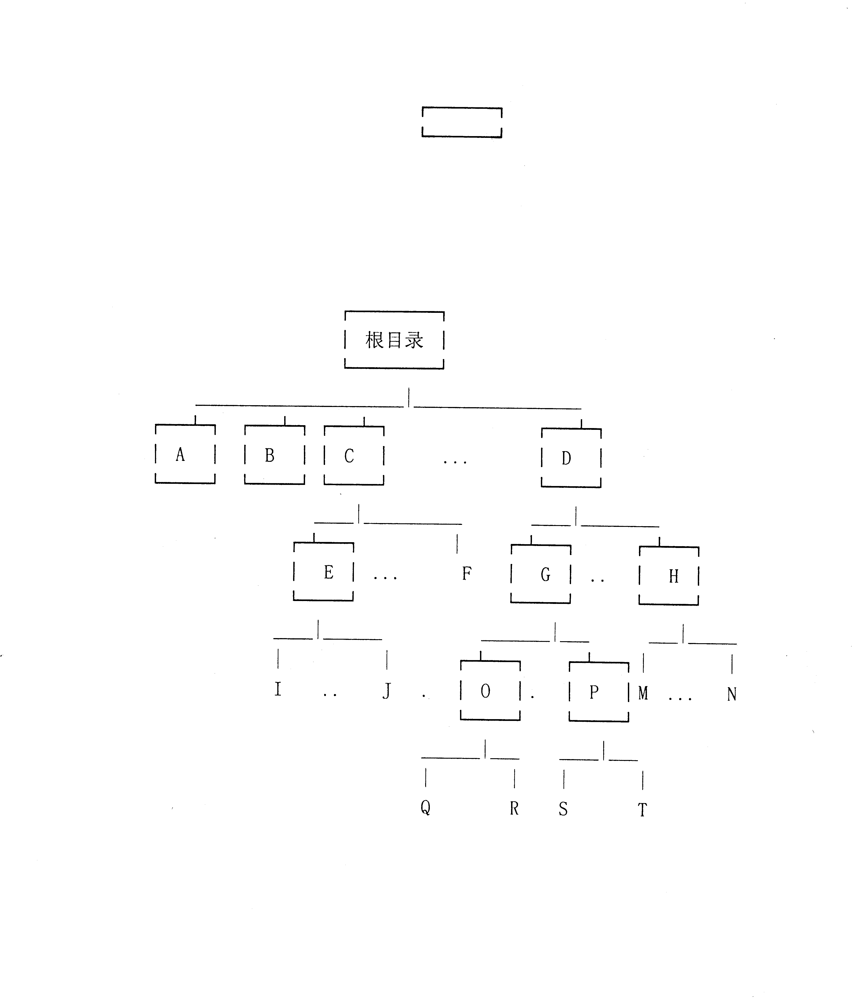 根目录
A B C ... D
E ... F G .. H
I .. J . O . P M ... N
Q R S T